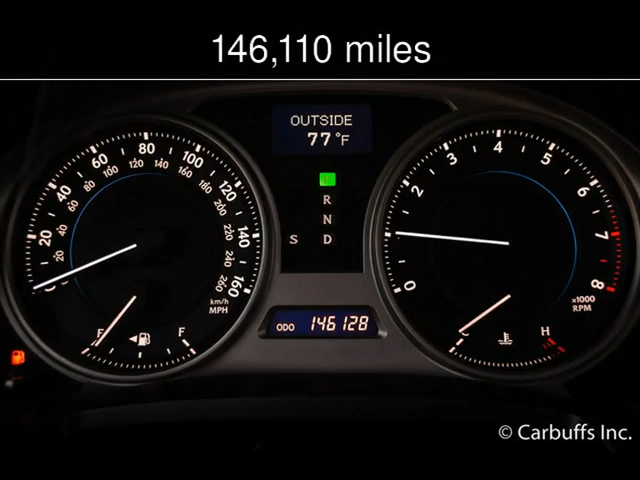 146,110 miles
OUTSIDE
77°F
R
N
S D
0 20 40 60 80 100 120 140 160
20 40 60 80 100 120 140 160 180 200 220 240 260
km/h
MPH
0 1 2 3 4 5 6 7 8
x1000
RPM
E F
ODO 146128
C H
© Carbuffs Inc.